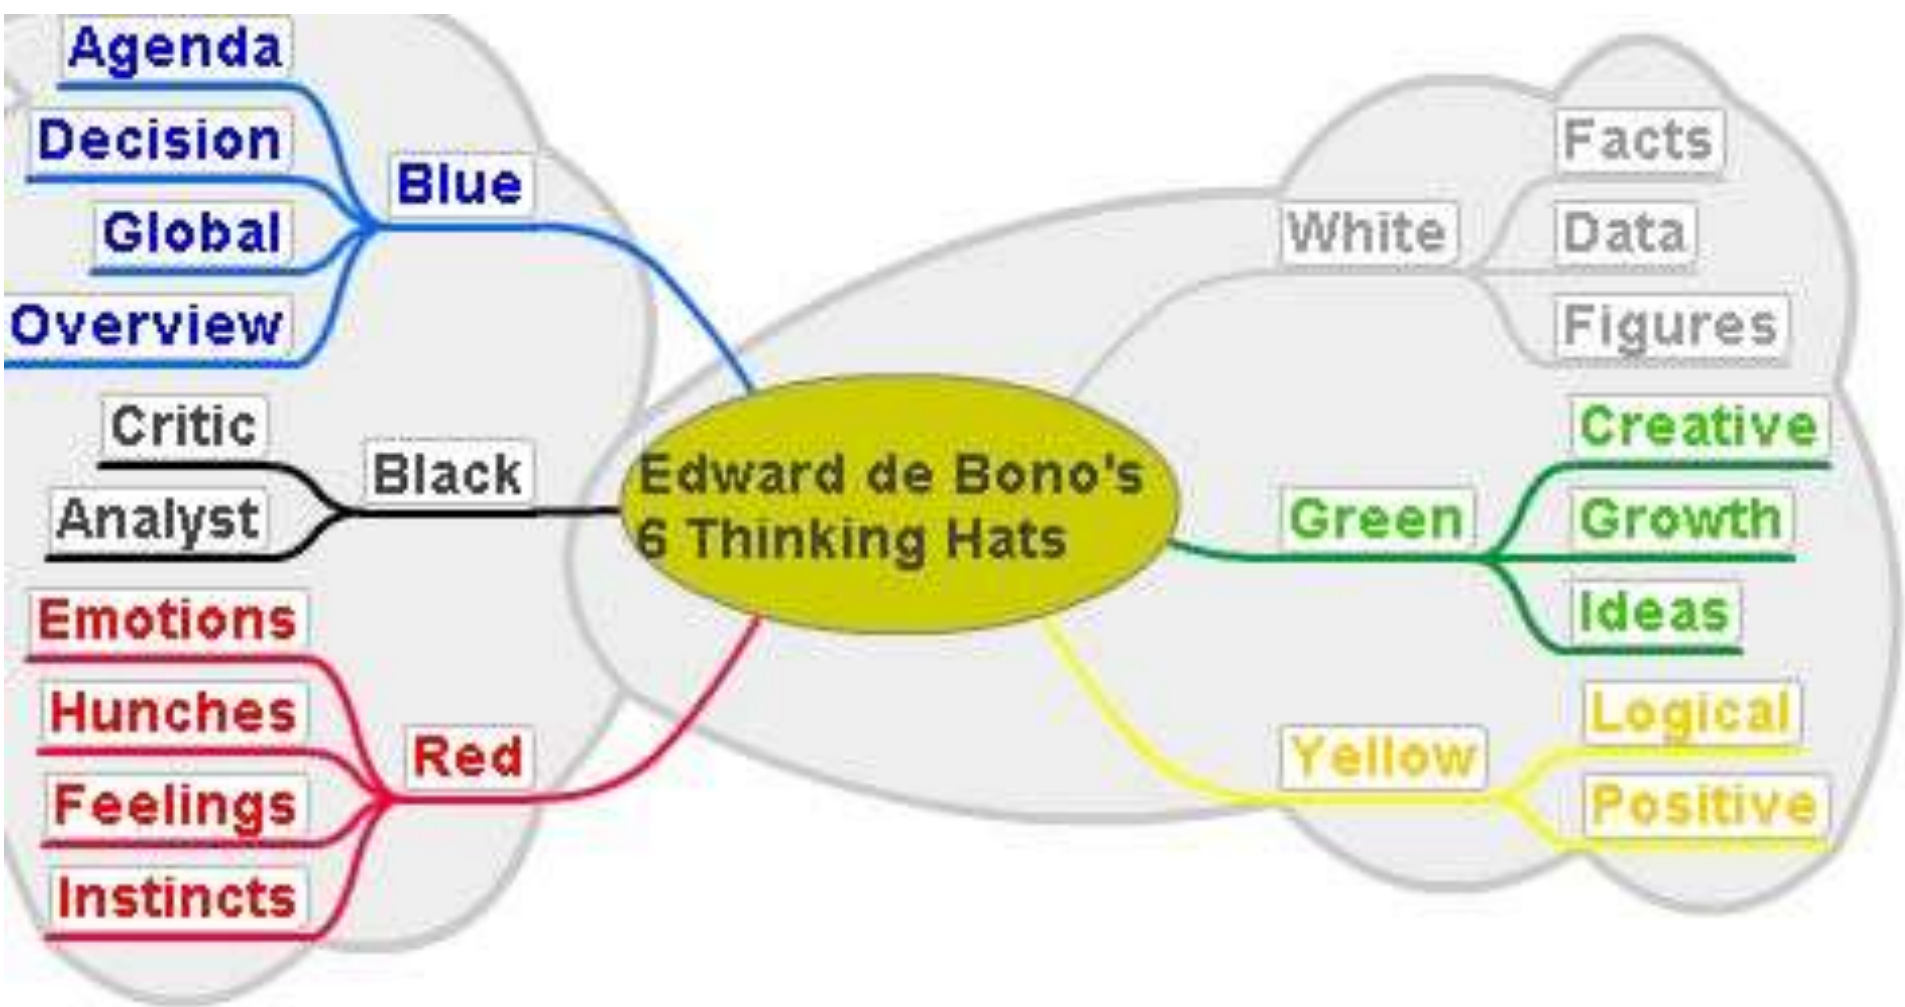 Edward de Bono's
6 Thinking Hats
Blue
Agenda
Decision
Global
Overview
Black
Critic
Analyst
Red
Emotions
Hunches
Feelings
Instincts
White
Facts
Data
Figures
Green
Creative
Growth
Ideas
Yellow
Logical
Positive